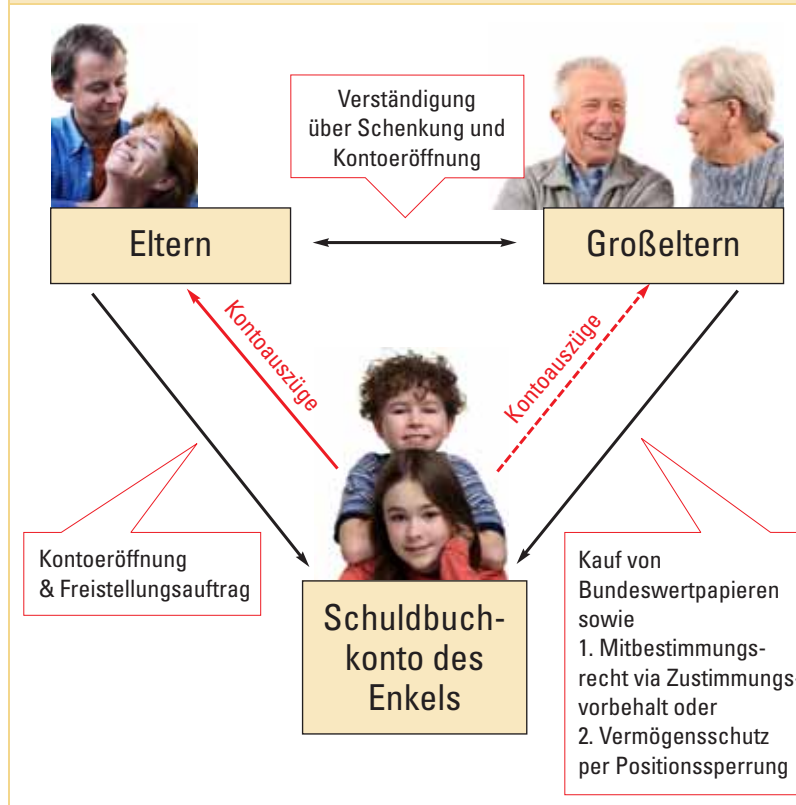 Verständigung
über Schenkung und
Kontoeröffnung
Eltern
Großeltern
Kontoauszüge
Kontoauszüge
Kontoeröffnung
& Freistellungsauftrag
Schuldbuch-
konto des
Enkels
Kauf von
Bundeswertpapieren
sowie
1. Mitbestimmungs-
recht via Zustimmungs-
vorbehalt oder
2. Vermögensschutz
per Positionssperrung